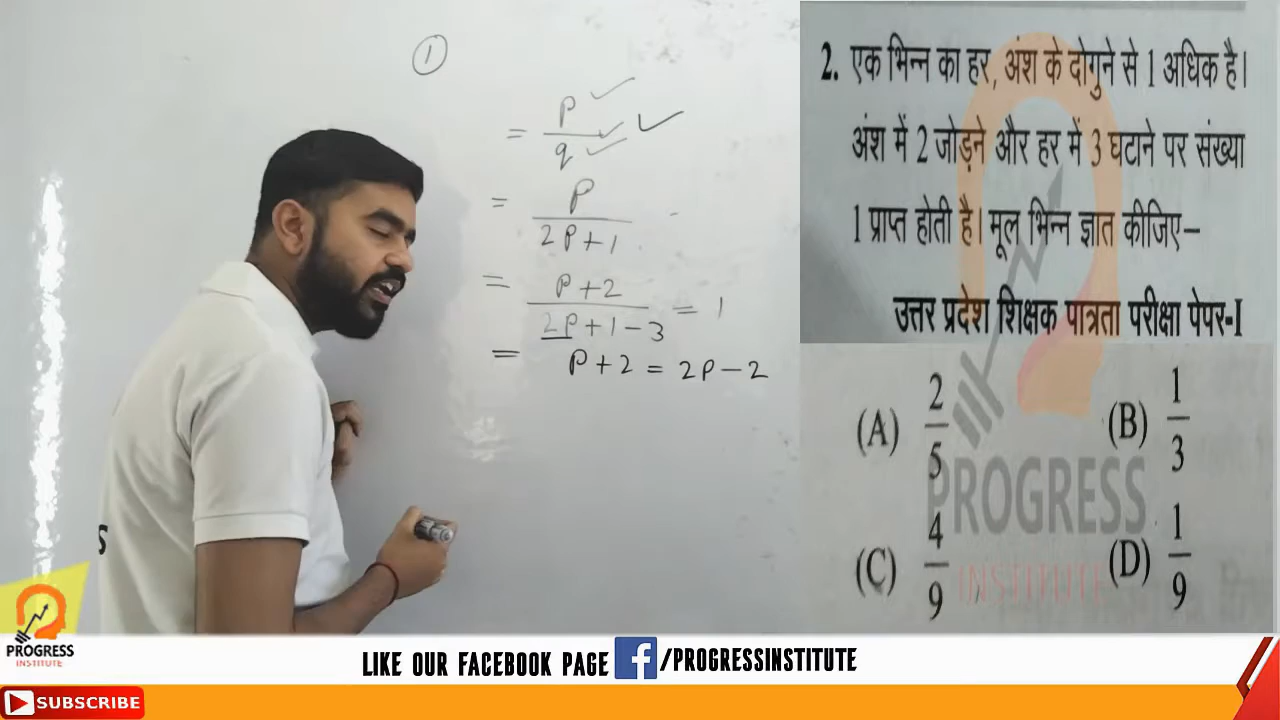 ①
= p/q
= p/2p+1
= p+2/2p+1-3 = 1
= p+2 = 2p-2
2. एक भिन्न का हर, अंश के दोगुने से 1 अधिक है।
अंश में 2 जोड़ने और हर में 3 घटाने पर संख्या
1 प्राप्त होती है। मूल भिन्न ज्ञात कीजिए–
उत्तर प्रदेश शिक्षक पात्रता परीक्षा पेपर-I
(A) 2/5 (B) 1/3
(C) 4/9 (D) 1/9
PROGRESS
INSTITUTE
S
PROGRESS
INSTITUTE
LIKE OUR FACEBOOK PAGE f/PROGRESSINSTITUTE
SUBSCRIBE